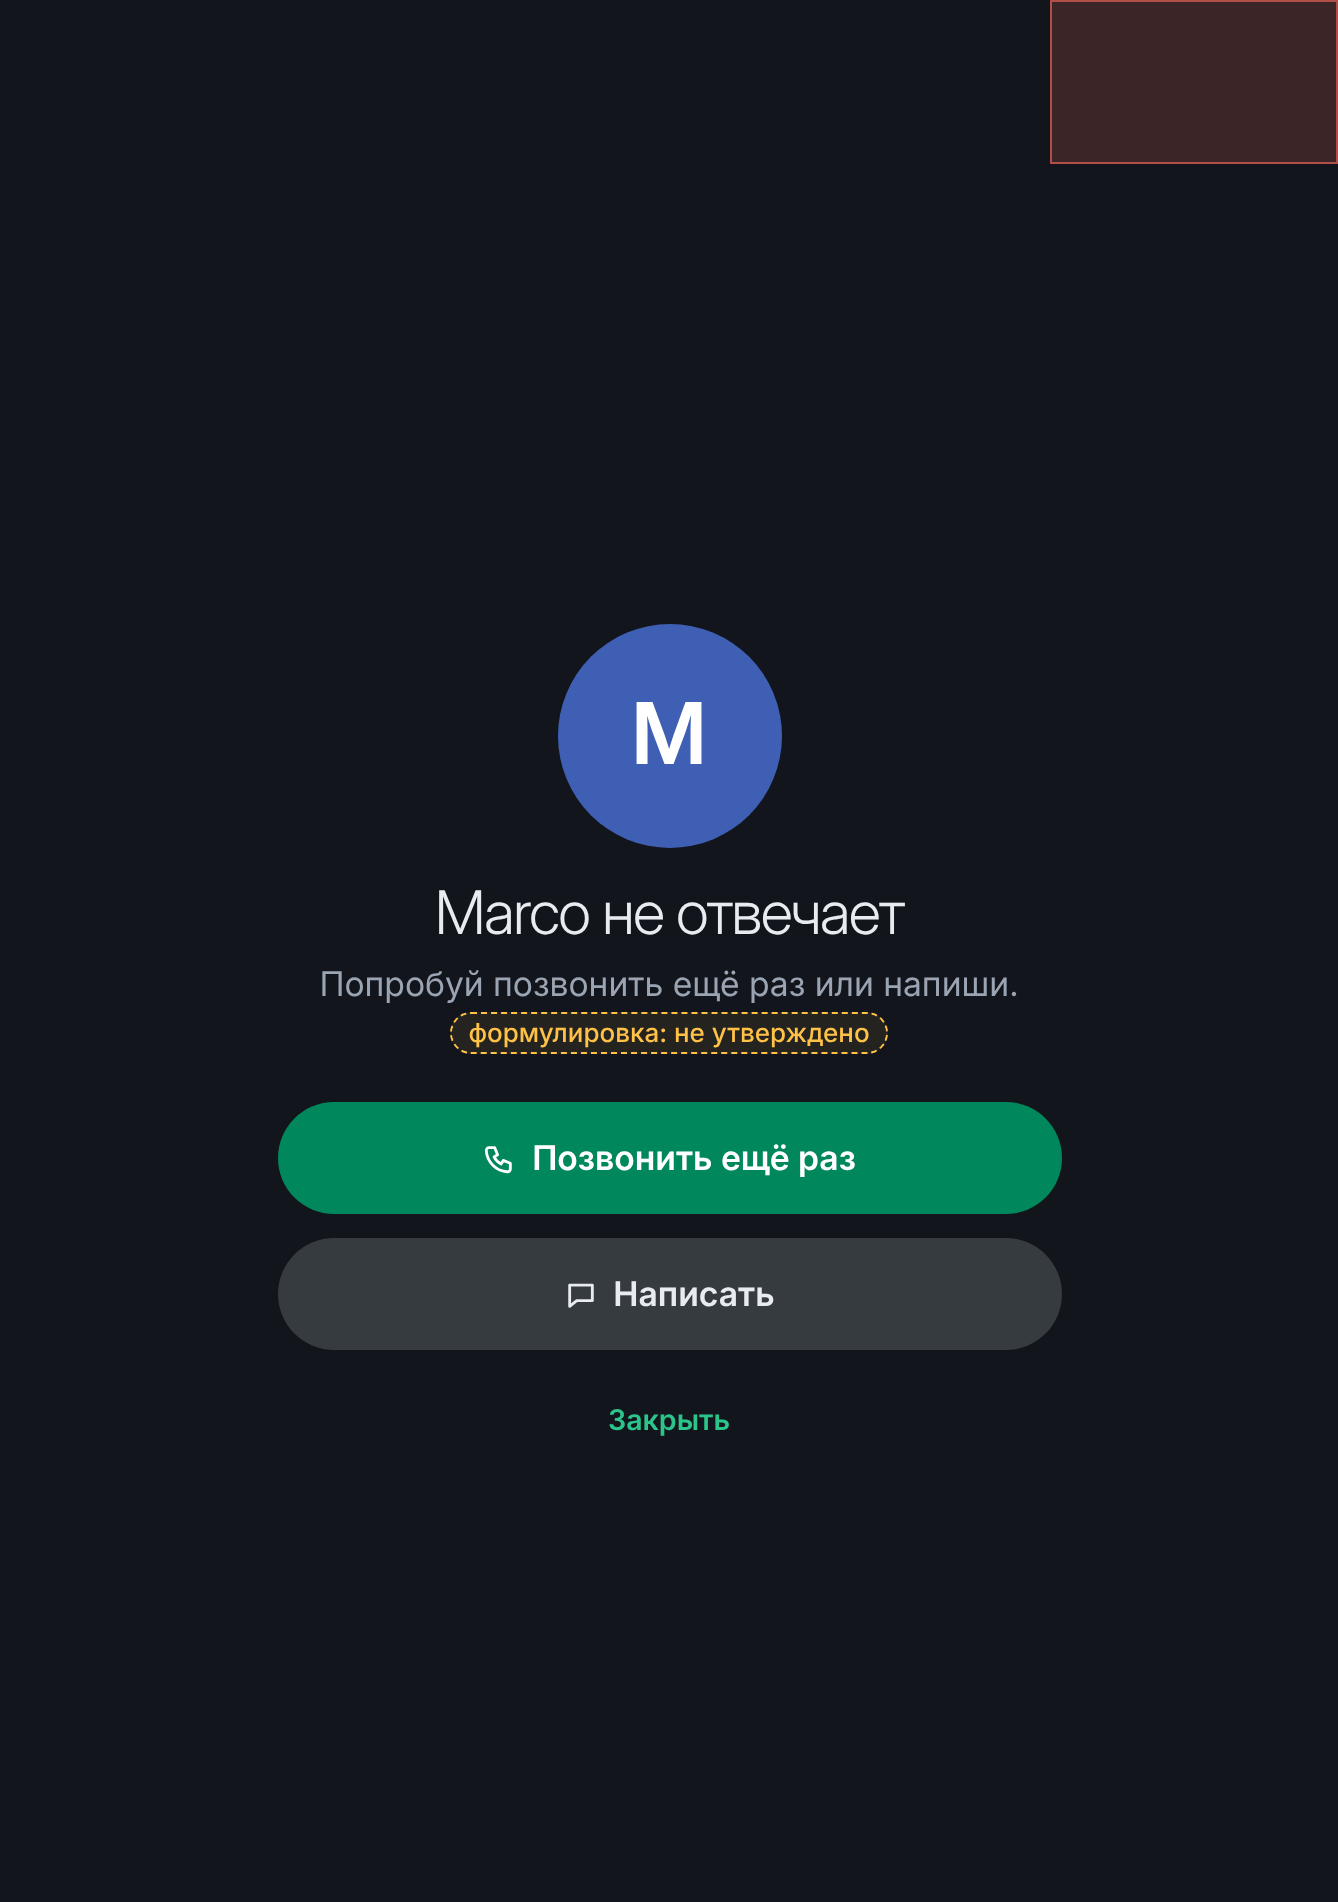 M
Marco не отвечает
Попробуй позвонить ещё раз или напиши.
формулировка: не утверждено
Позвонить ещё раз
Написать
Закрыть